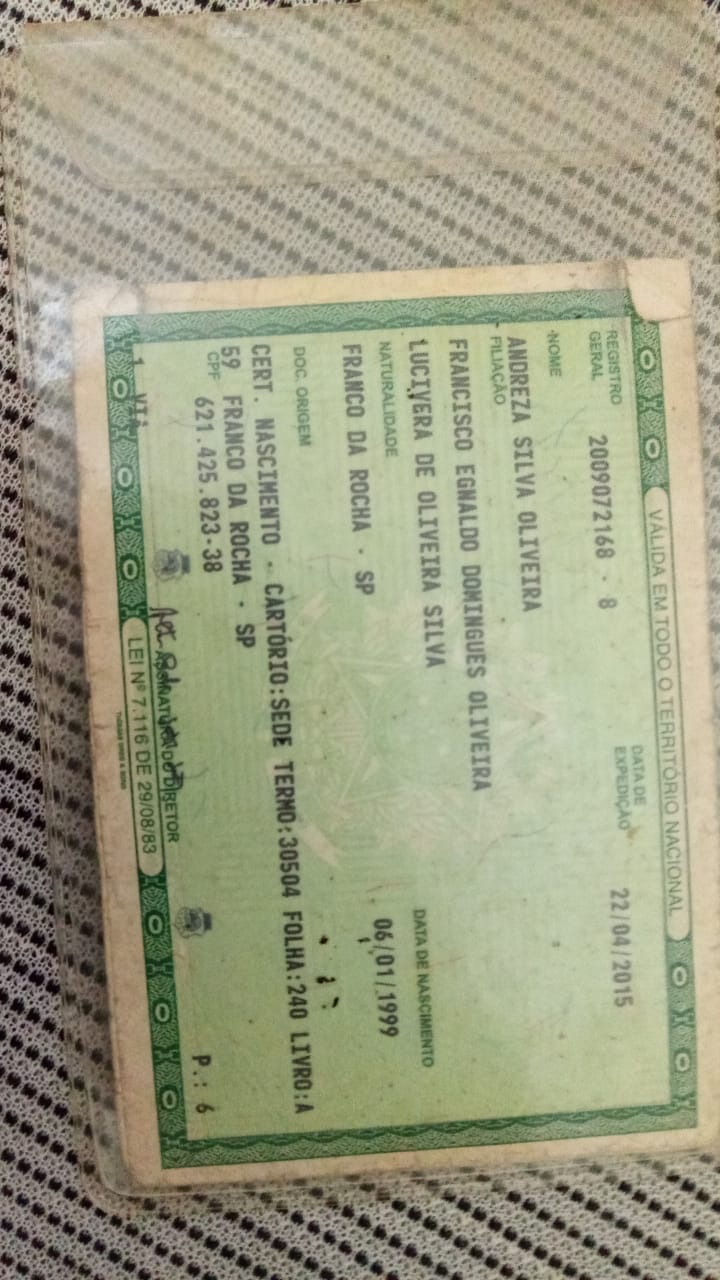 VÁLIDA EM TODO O TERRITÓRIO NACIONAL
REGISTRO GERAL 2009072168 - 8 DATA DE EXPEDIÇÃO 22/04/2015
NOME
ANDREZA SILVA OLIVEIRA
FILIAÇÃO
FRANCISCO EGNALDO DOMINGUES OLIVEIRA
LUCIVERA DE OLIVEIRA SILVA
NATURALIDADE DATA DE NASCIMENTO
FRANCO DA ROCHA - SP 06/01/1999
DOC. ORIGEM
CERT. NASCIMENTO - CARTÓRIO:SEDE TERMO:30504 FOLHA:240 LIVRO:A
59 FRANCO DA ROCHA - SP
CPF 621.425.823-38 P.: 6
ASSINATURA DO DIRETOR
1 VIA
LEI Nº 7.116 DE 29/08/83